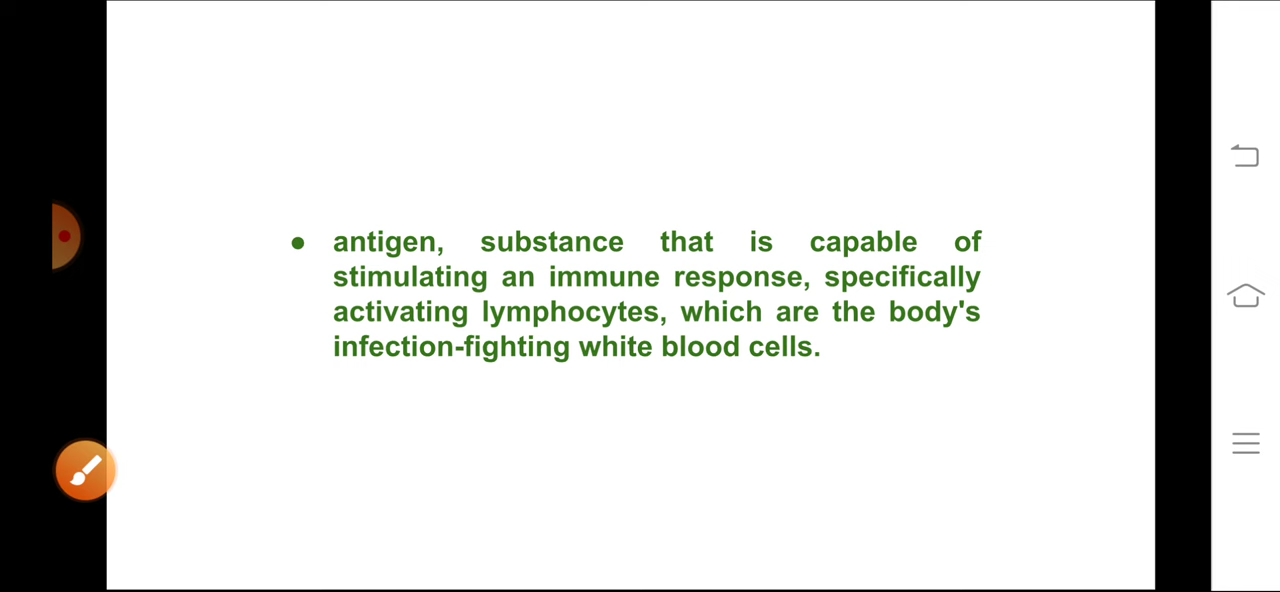 ● antigen, substance that is capable of
stimulating an immune response, specifically
activating lymphocytes, which are the body's
infection-fighting white blood cells.